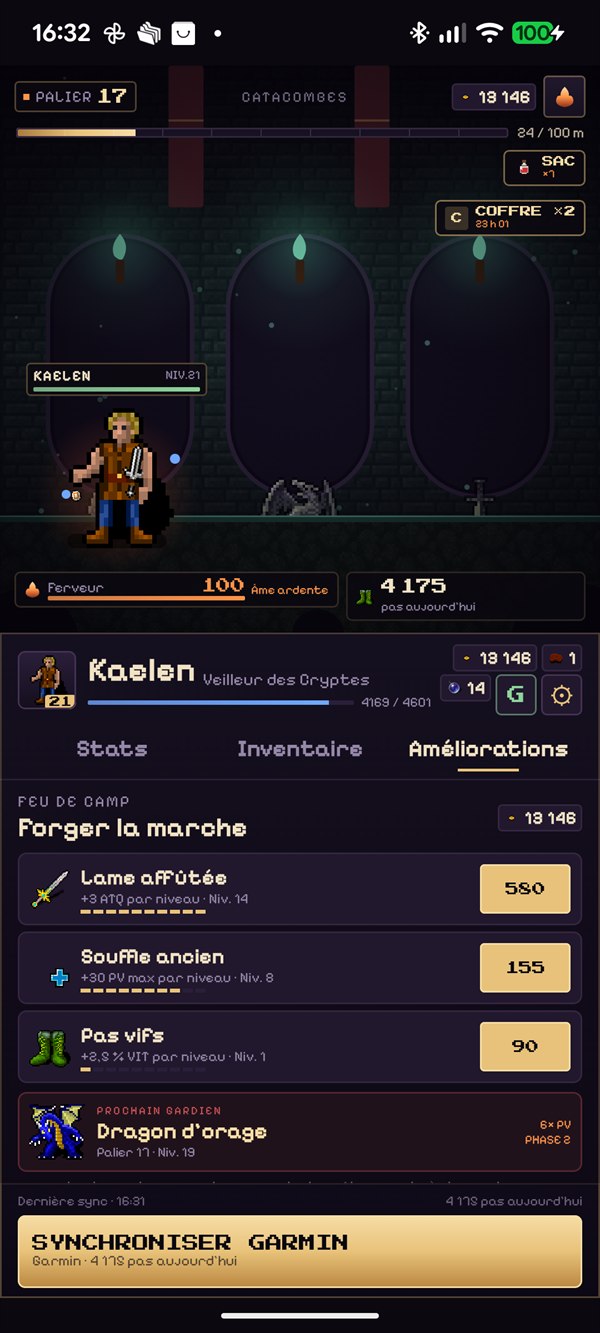 16:32
100
PALIER 17
CATACOMBES
13 146
24 / 100 m
SAC
×7
C COFFRE ×2
23 h 01
KAELEN NIV.21
Ferveur 100 Âme ardente
4 175
pas aujourd'hui
Kaelen Veilleur des Cryptes
21
13 146
1
4169 / 4601
14
G
Stats
Inventaire
Améliorations
FEU DE CAMP
Forger la marche
13 146
Lame affûtée
+3 ATQ par niveau · Niv. 14
580
Souffle ancien
+30 PV max par niveau · Niv. 8
155
Pas vifs
+2,5 % VIT par niveau · Niv. 1
90
PROCHAIN GARDIEN
Dragon d'orage
Palier 17 · Niv. 19
6× PV
PHASE 2
Dernière sync · 16:31
4 175 pas aujourd'hui
SYNCHRONISER GARMIN
Garmin · 4 175 pas aujourd'hui